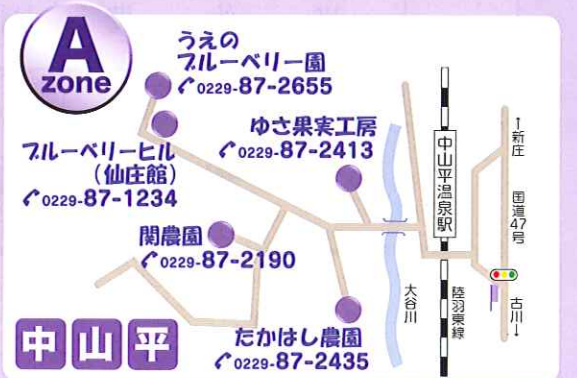 A
zone
うえの
ブルーベリー園
0229-87-2655
ゆさ果実工房
0229-87-2413
ブルーベリーヒル
(仙庄館)
0229-87-1234
関農園
0229-87-2190
たかはし農園
0229-87-2435
中山平温泉駅
大谷川
陸羽東線
↑新庄
国道47号
古川↓
中山平